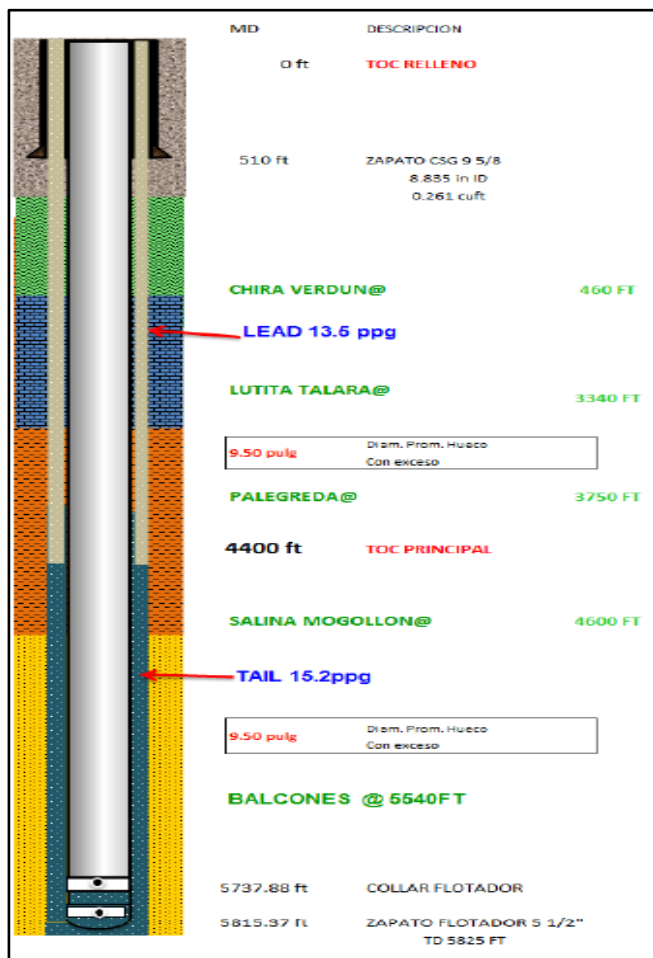 MD DESCRIPCION
0 ft TOC RELLENO
510 ft ZAPATO CSG 9 5/8
8.835 in ID
0.261 cuft
CHIRA VERDUN@ 460 FT
LEAD 13.5 ppg
LUTITA TALARA@ 3340 FT
9.50 pulg Diam. Prom. Hueco
Con exceso
PALEGREDA@ 3750 FT
4400 ft TOC PRINCIPAL
SALINA MOGOLLON@ 4600 FT
TAIL 15.2ppg
9.50 pulg Diam. Prom. Hueco
Con exceso
BALCONES @ 5540FT
5737.88 ft COLLAR FLOTADOR
5815.37 ft ZAPATO FLOTADOR 5 1/2"
TD 5825 FT